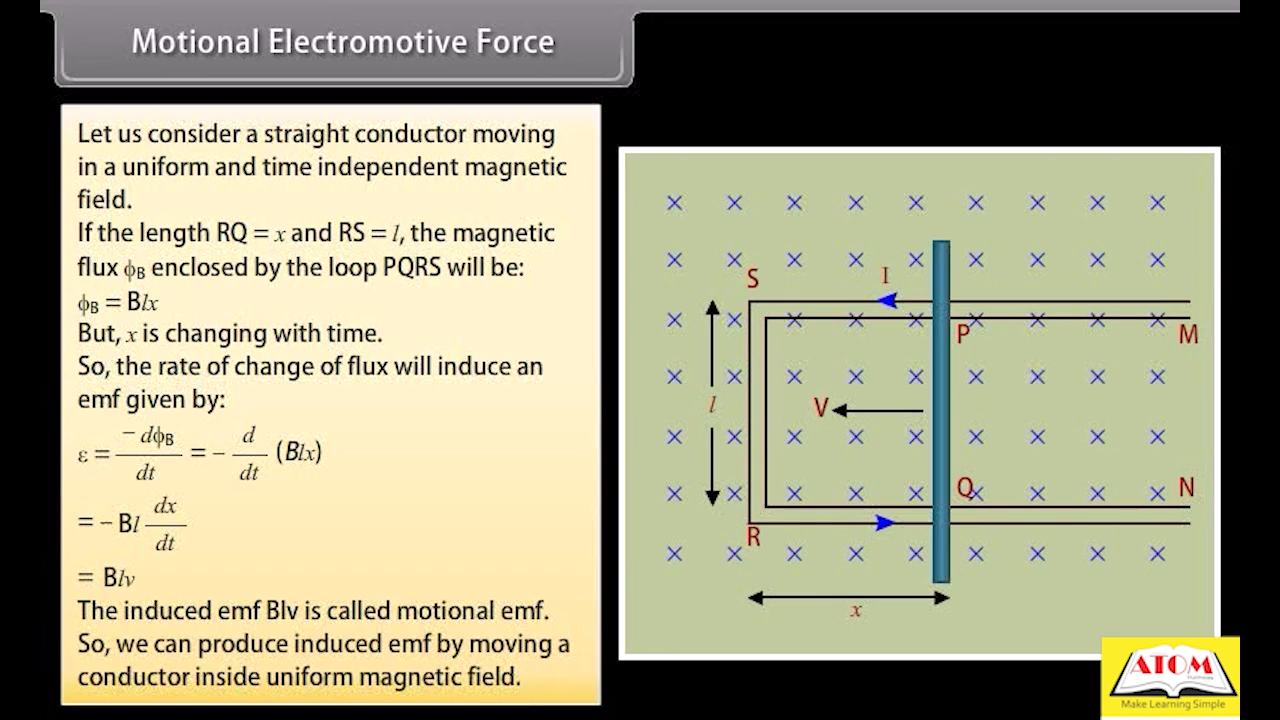 Motional Electromotive Force
Let us consider a straight conductor moving
in a uniform and time independent magnetic
field.
If the length RQ = x and RS = l, the magnetic
flux ϕB enclosed by the loop PQRS will be:
ϕB = Blx
But, x is changing with time.
So, the rate of change of flux will induce an
emf given by:
ε = −dϕB/dt = − d/dt (Blx)
= − Bl dx/dt
= Blv
The induced emf Blv is called motional emf.
So, we can produce induced emf by moving a
conductor inside uniform magnetic field.
S
I
P
M
l
V
Q
N
R
x
ATOM
Make Learning Simple